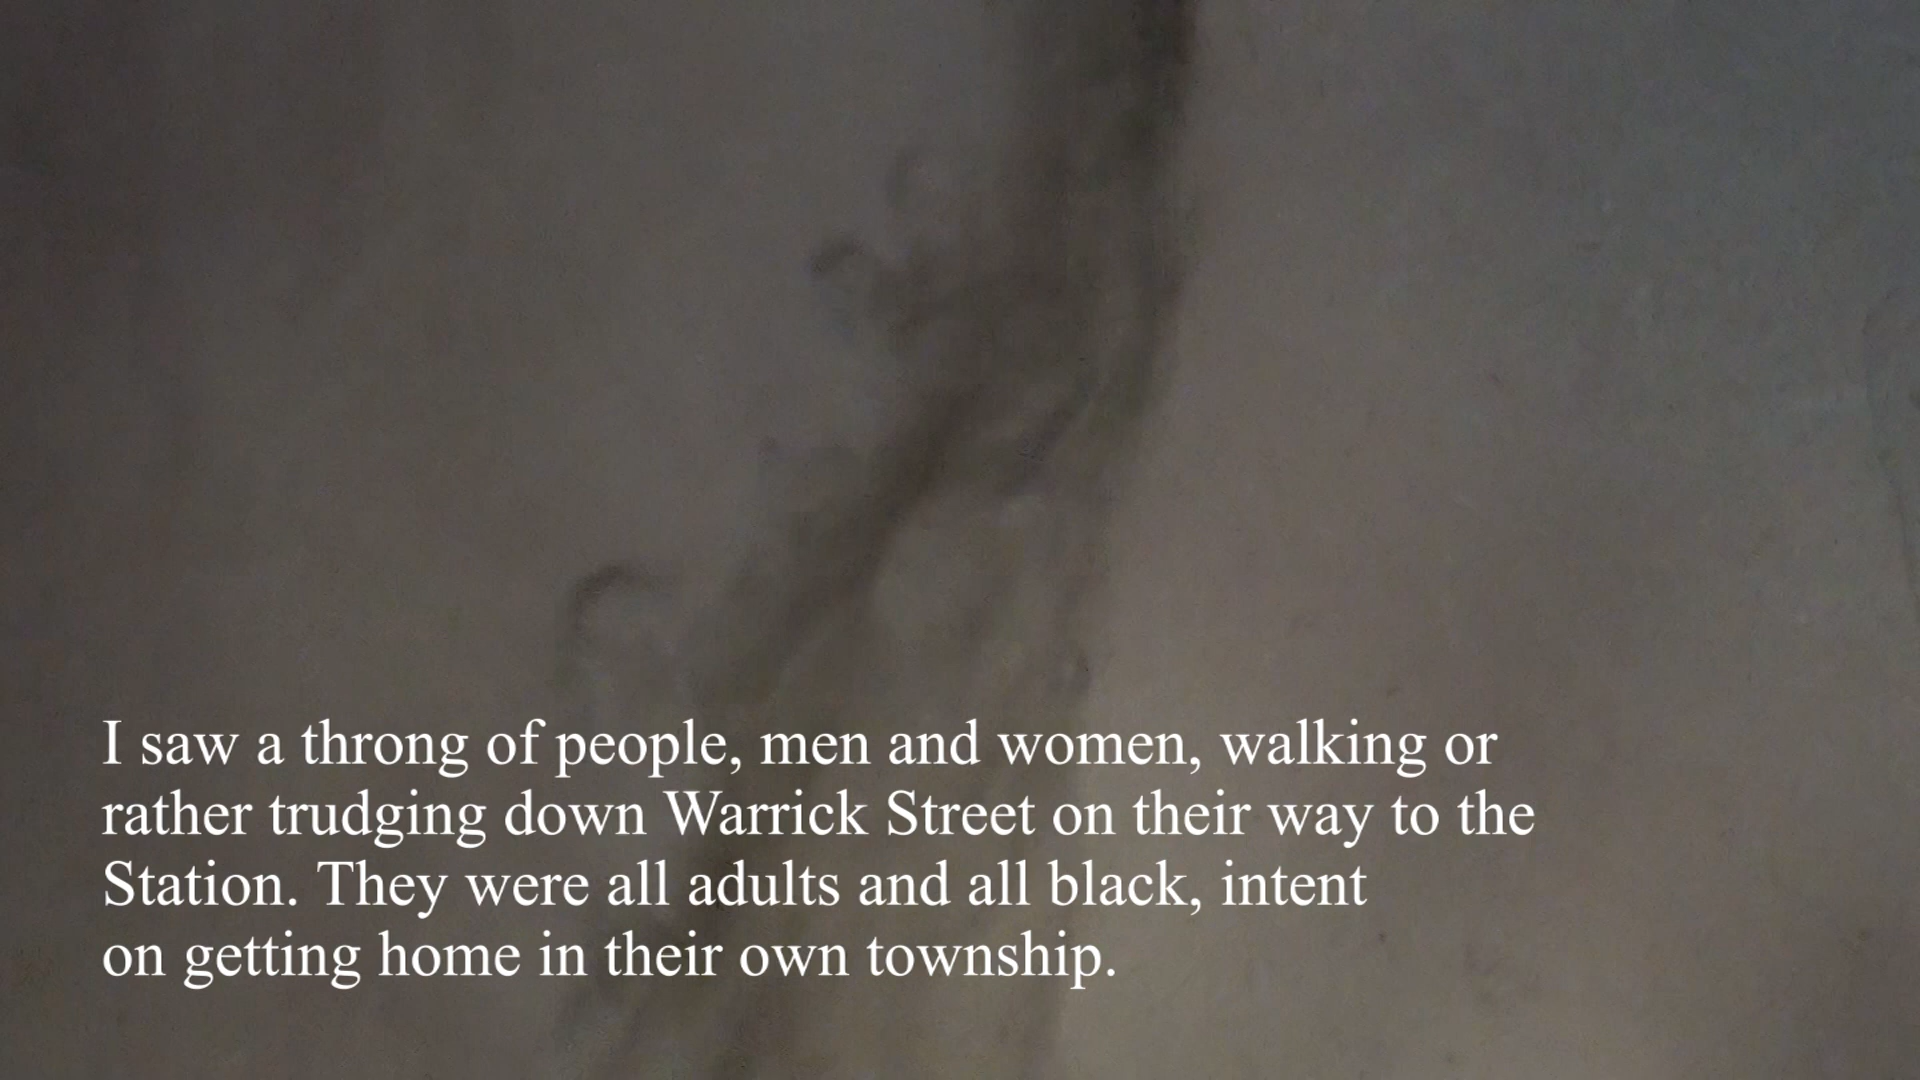 I saw a throng of people, men and women, walking or
rather trudging down Warrick Street on their way to the
Station. They were all adults and all black, intent
on getting home in their own township.